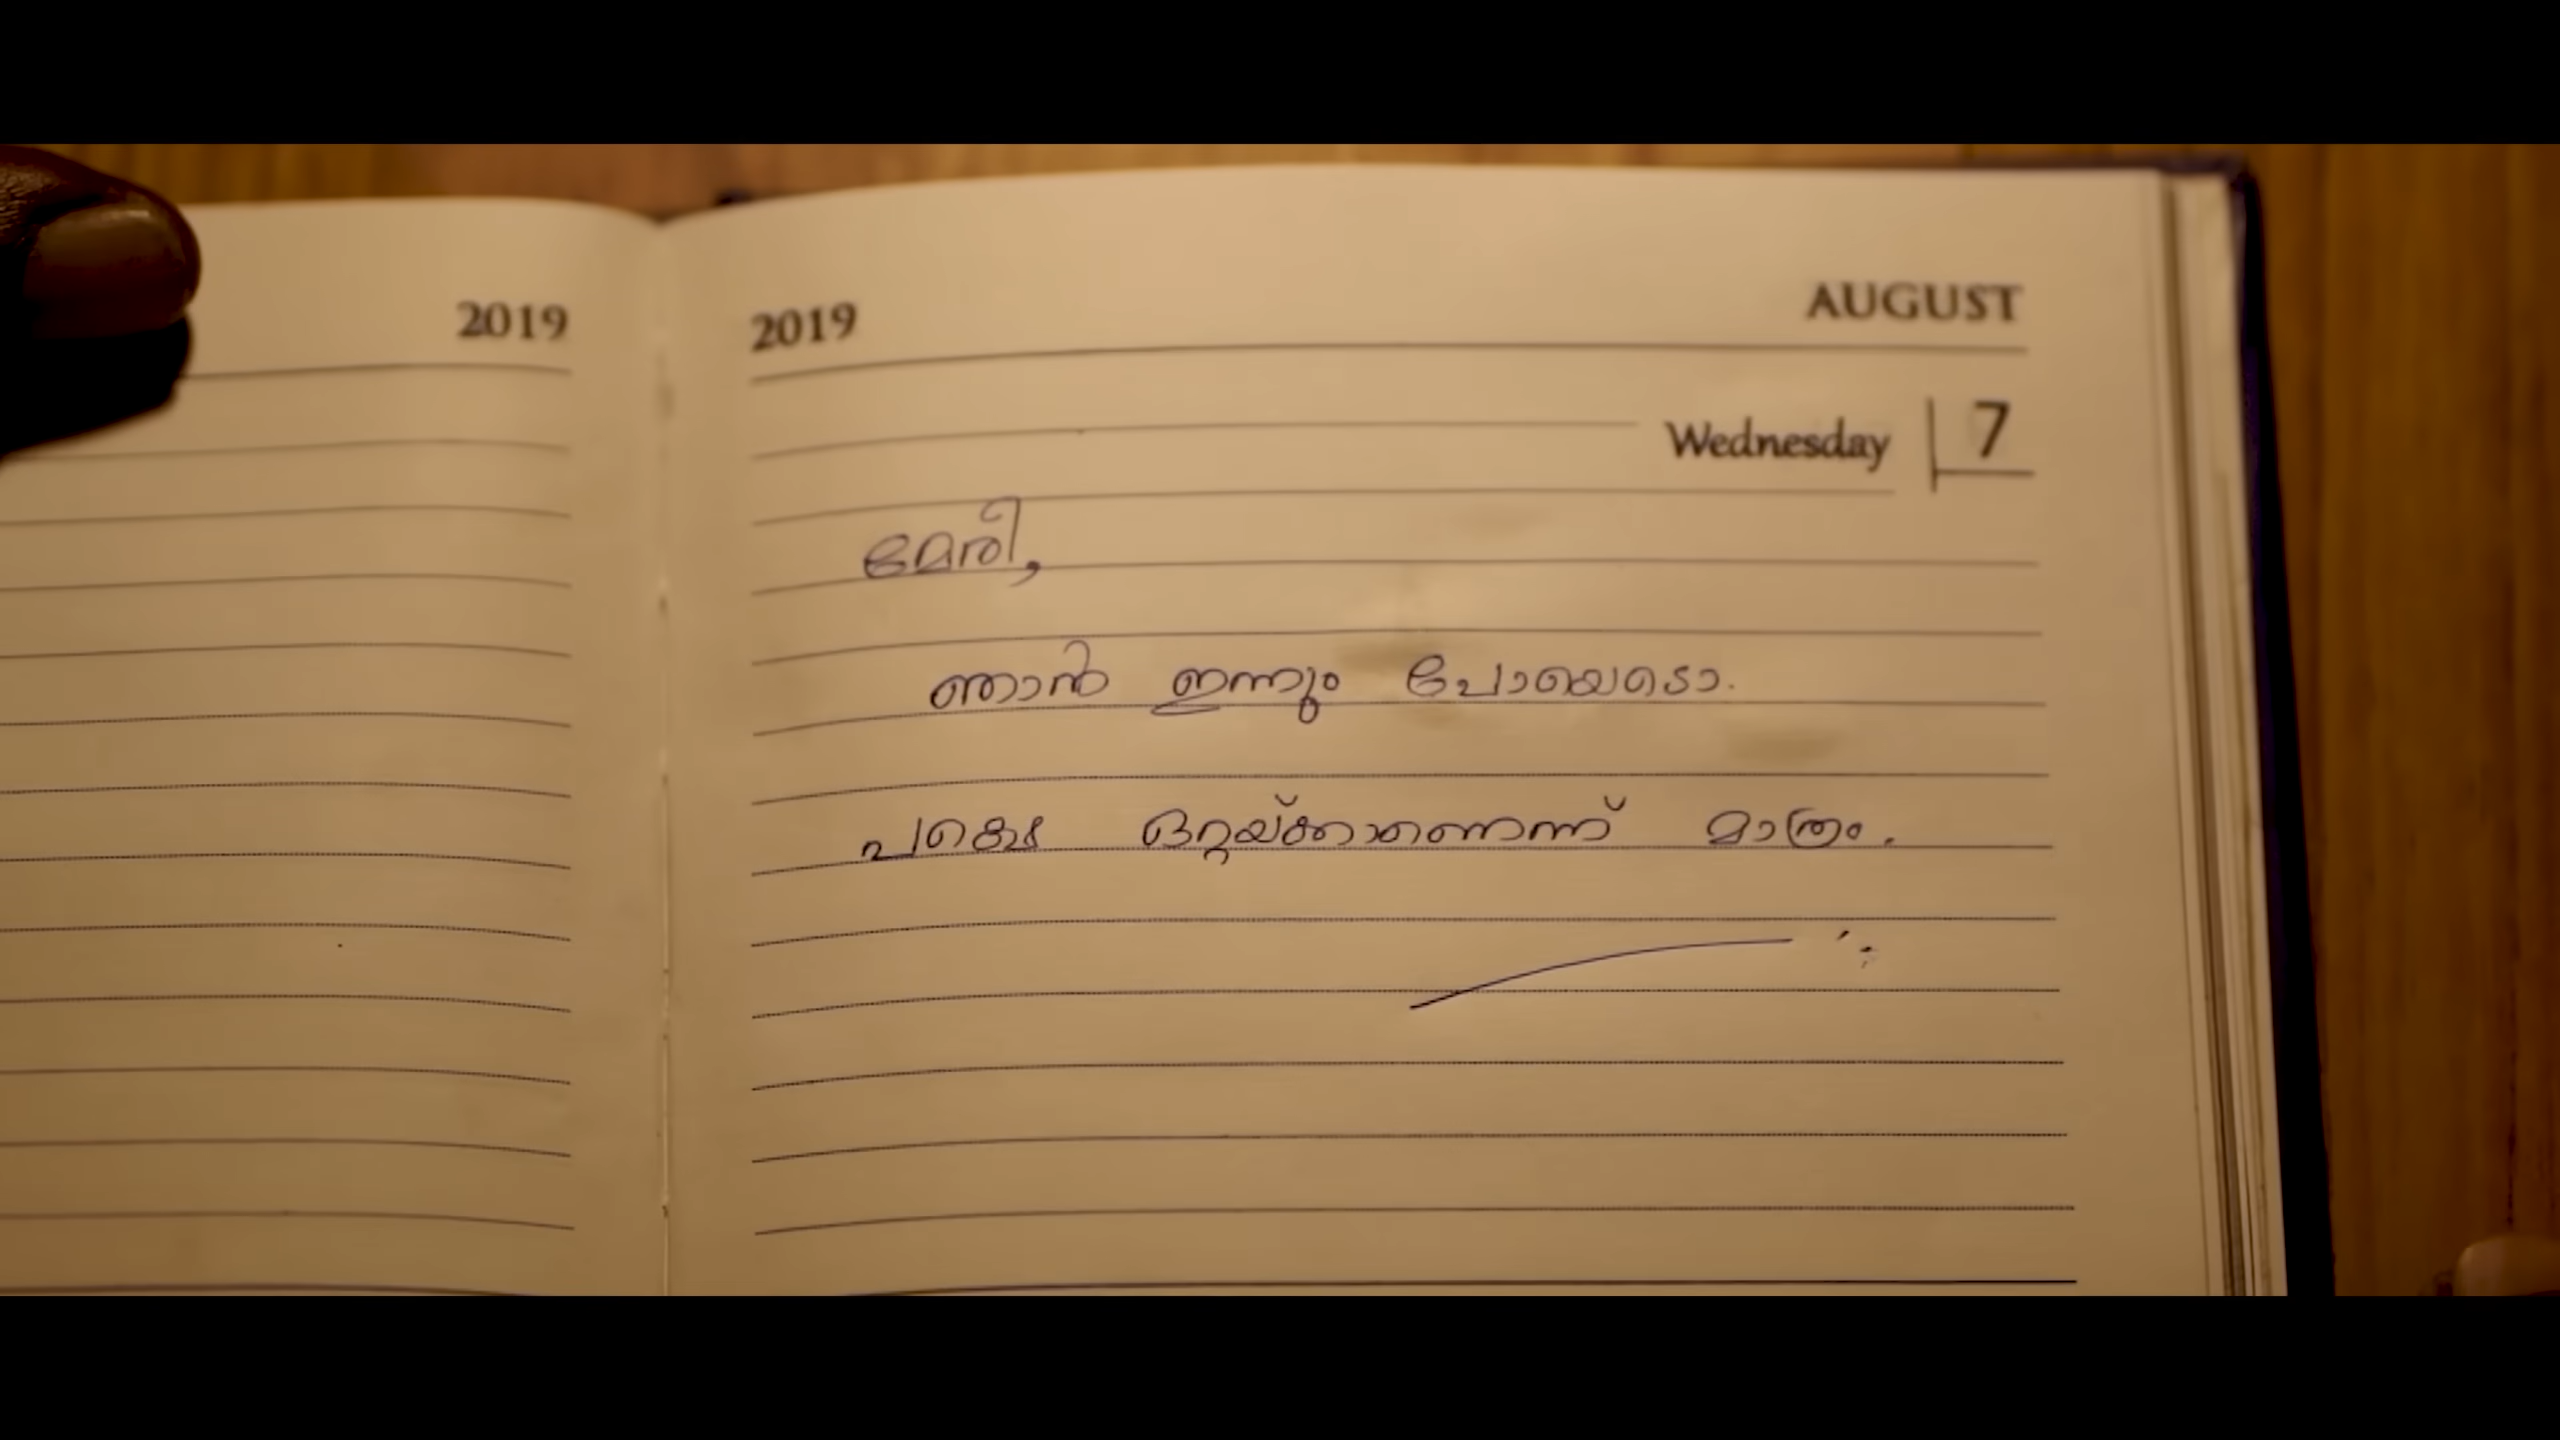 2019
2019 AUGUST
Wednesday 7
മേരി,
ഞാൻ ഇന്നും പോയെടൊ.
പക്ഷെ ഒറ്റയ്ക്കാണെന്ന് മാത്രം.